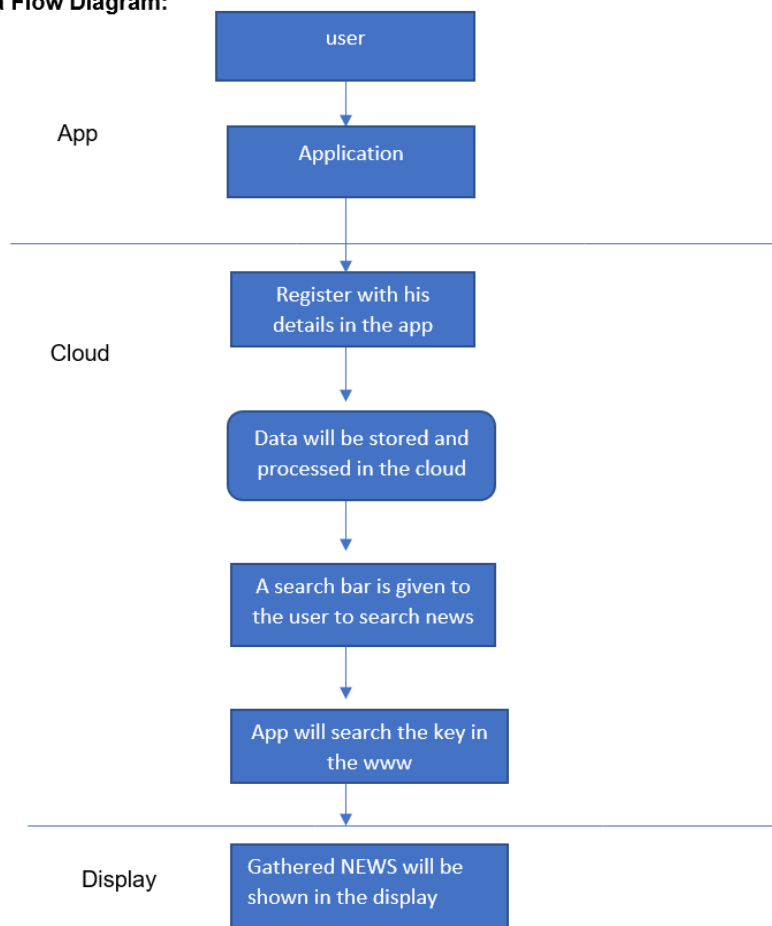 Flow Diagram:
user
App
Application
Register with his
details in the app
Cloud
Data will be stored and
processed in the cloud
A search bar is given to
the user to search news
App will search the key in
the www
Gathered NEWS will be
shown in the display
Display